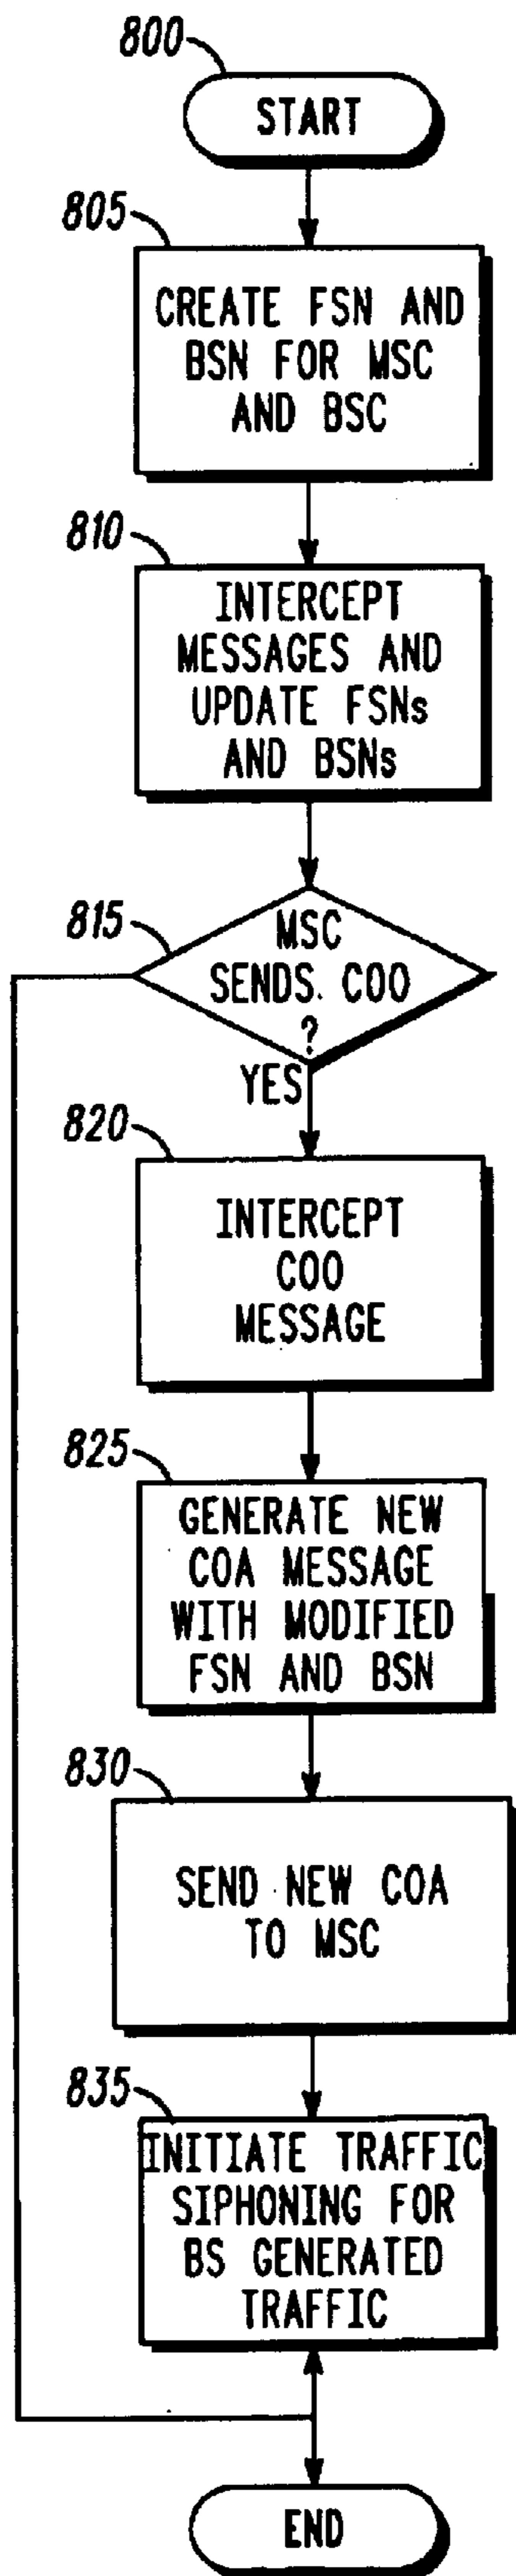 800
START
805
CREATE FSN AND
BSN FOR MSC
AND BSC
810
INTERCEPT
MESSAGES AND
UPDATE FSNs
AND BSNs
815
MSC
SENDS COO
?
YES
820
INTERCEPT
COO
MESSAGE
825
GENERATE NEW
COA MESSAGE
WITH MODIFIED
FSN AND BSN
830
SEND NEW COA
TO MSC
835
INITIATE TRAFFIC
SIPHONING FOR
BS GENERATED
TRAFFIC
END